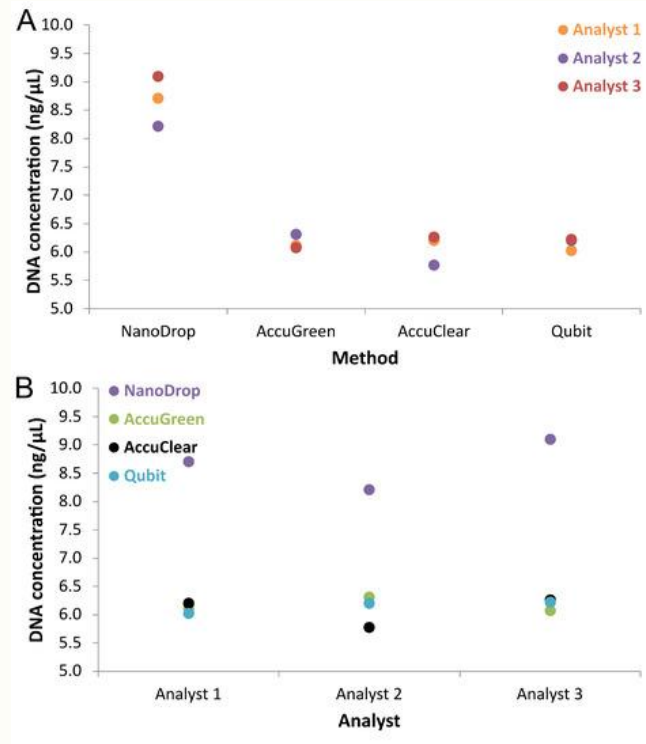 A
10.0
9.5
9.0
8.5
8.0
7.5
7.0
6.5
6.0
5.5
5.0
DNA concentration (ng/µL)
Analyst 1
Analyst 2
Analyst 3
NanoDrop AccuGreen AccuClear Qubit
Method
B
10.0
9.5
9.0
8.5
8.0
7.5
7.0
6.5
6.0
5.5
5.0
DNA concentration (ng/µL)
NanoDrop
AccuGreen
AccuClear
Qubit
Analyst 1 Analyst 2 Analyst 3
Analyst